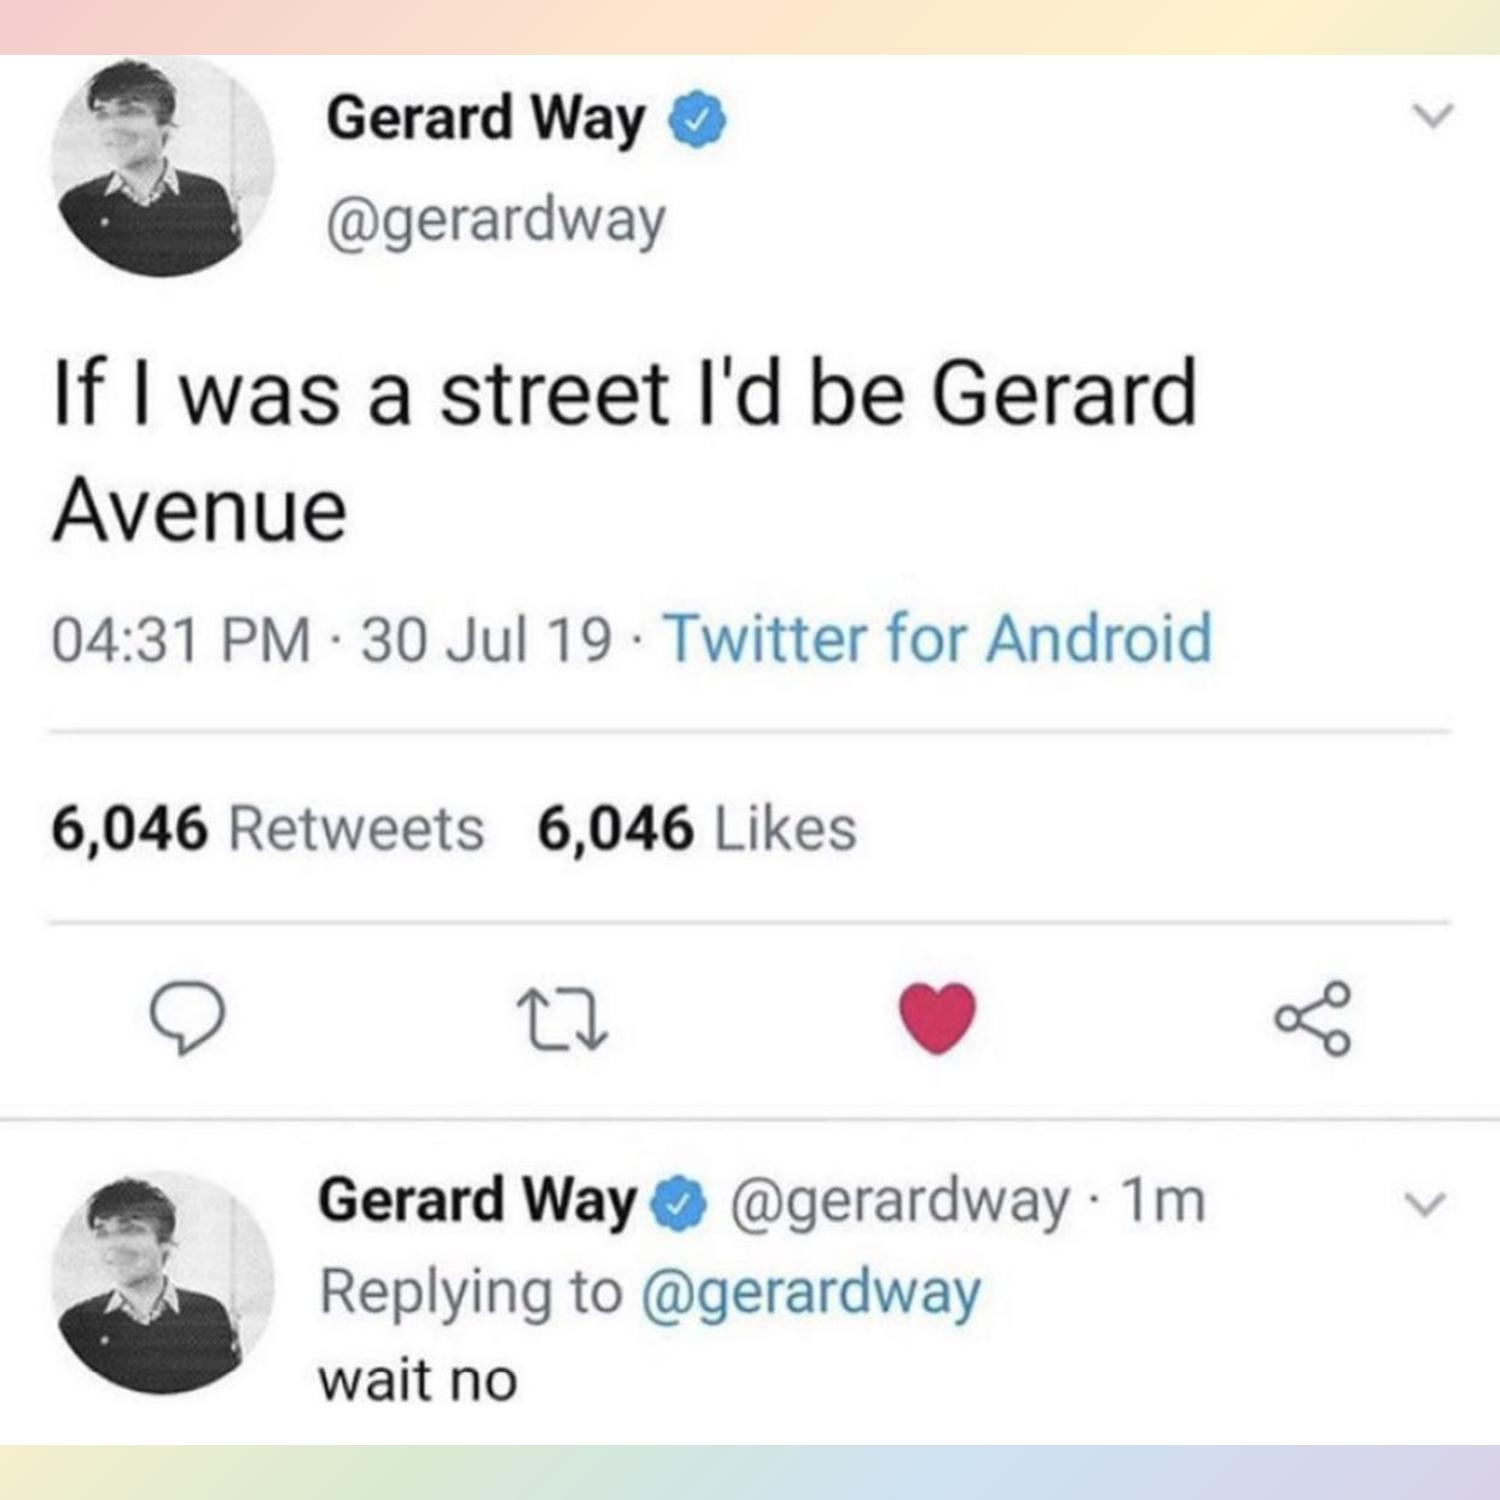 Gerard Way
@gerardway
If I was a street I'd be Gerard
Avenue
04:31 PM · 30 Jul 19 · Twitter for Android
6,046 Retweets 6,046 Likes
Gerard Way @gerardway · 1m
Replying to @gerardway
wait no